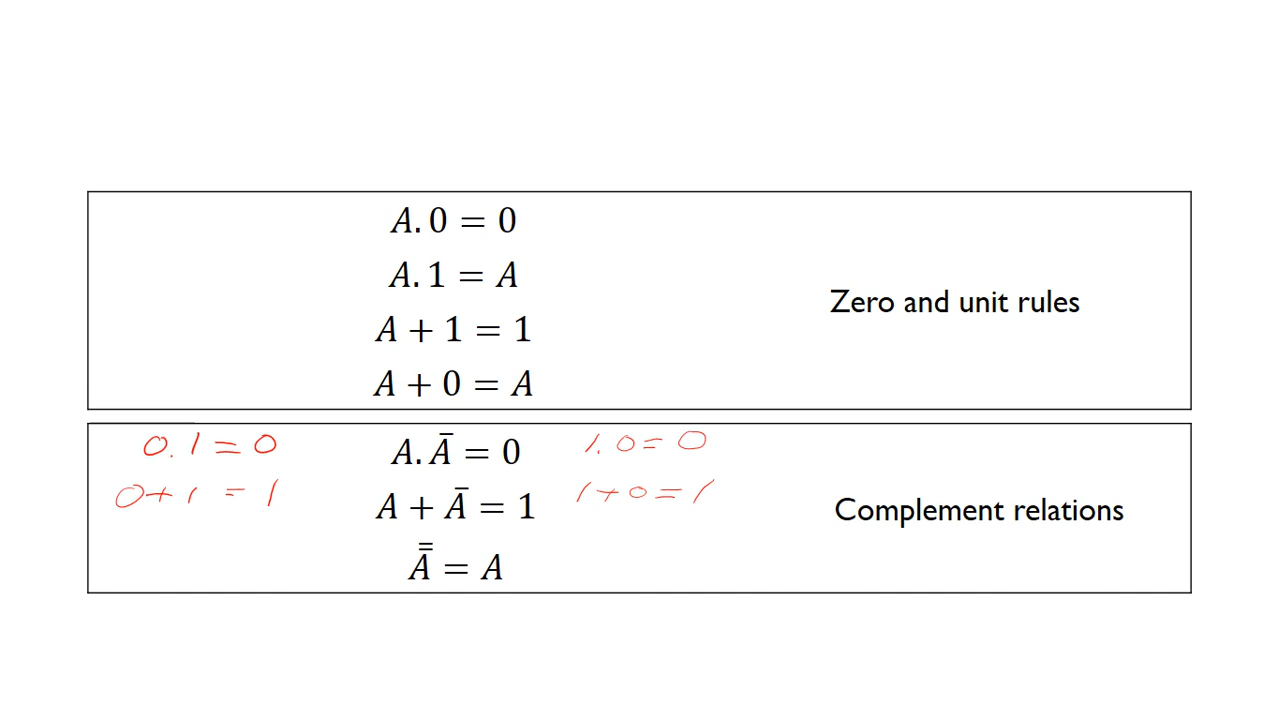 A. 0 = 0
A. 1 = A
A + 1 = 1
A + 0 = A
Zero and unit rules
0.1 = 0 A. Ā = 0 1.0 = 0
0+1 = 1 A + Ā = 1 1+0=1
A̿ = A
Complement relations